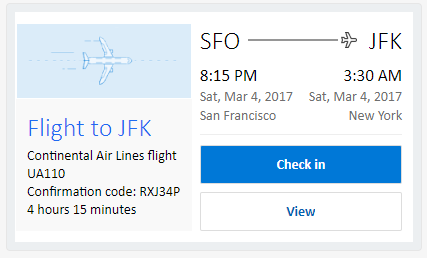 SFO JFK
8:15 PM 3:30 AM
Sat, Mar 4, 2017 Sat, Mar 4, 2017
San Francisco New York
Flight to JFK
Continental Air Lines flight
UA110
Confirmation code: RXJ34P
4 hours 15 minutes
Check in
View